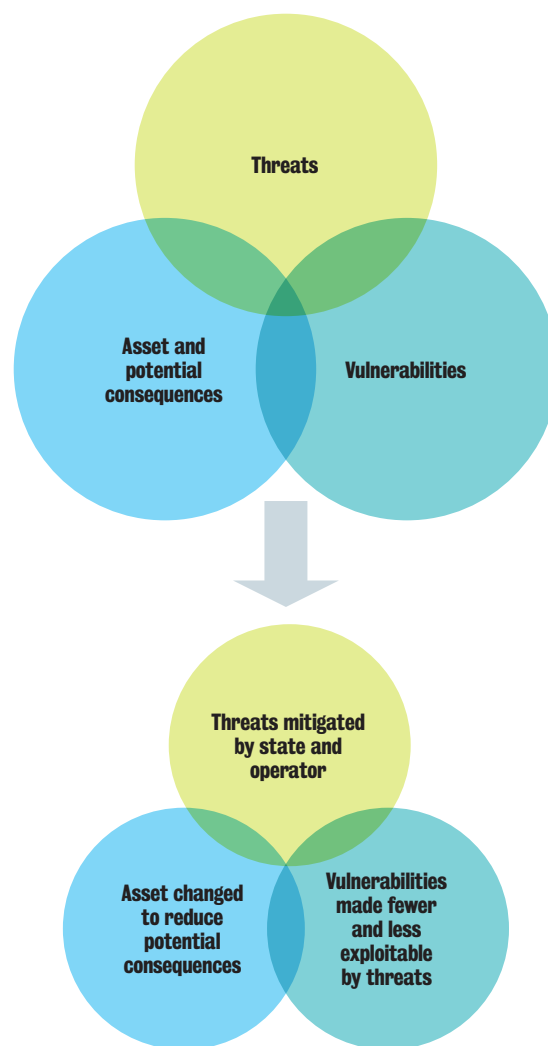 Threats
Asset and
potential
consequences
Vulnerabilities
Threats mitigated
by state and
operator
Asset changed
to reduce
potential
consequences
Vulnerabilities
made fewer
and less
exploitable
by threats